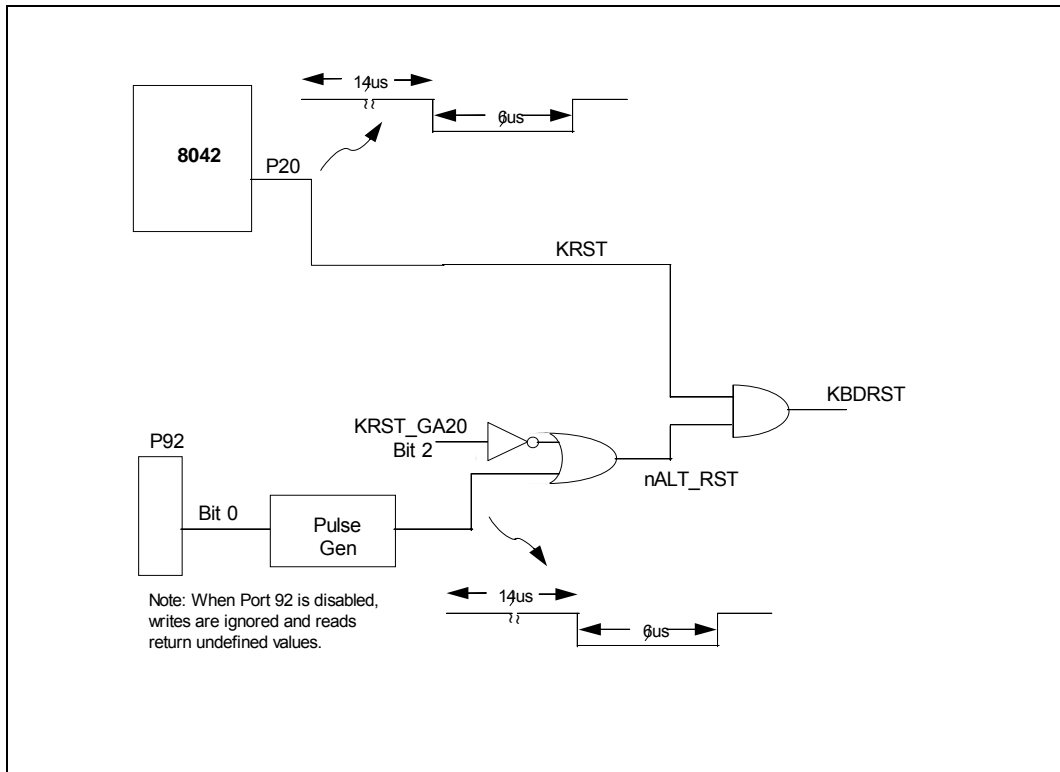 14us
6us
8042
P20
KRST
KBDRST
KRST_GA20
Bit 2
nALT_RST
P92
Bit 0
Pulse
Gen
14us
6us
Note: When Port 92 is disabled,
writes are ignored and reads
return undefined values.